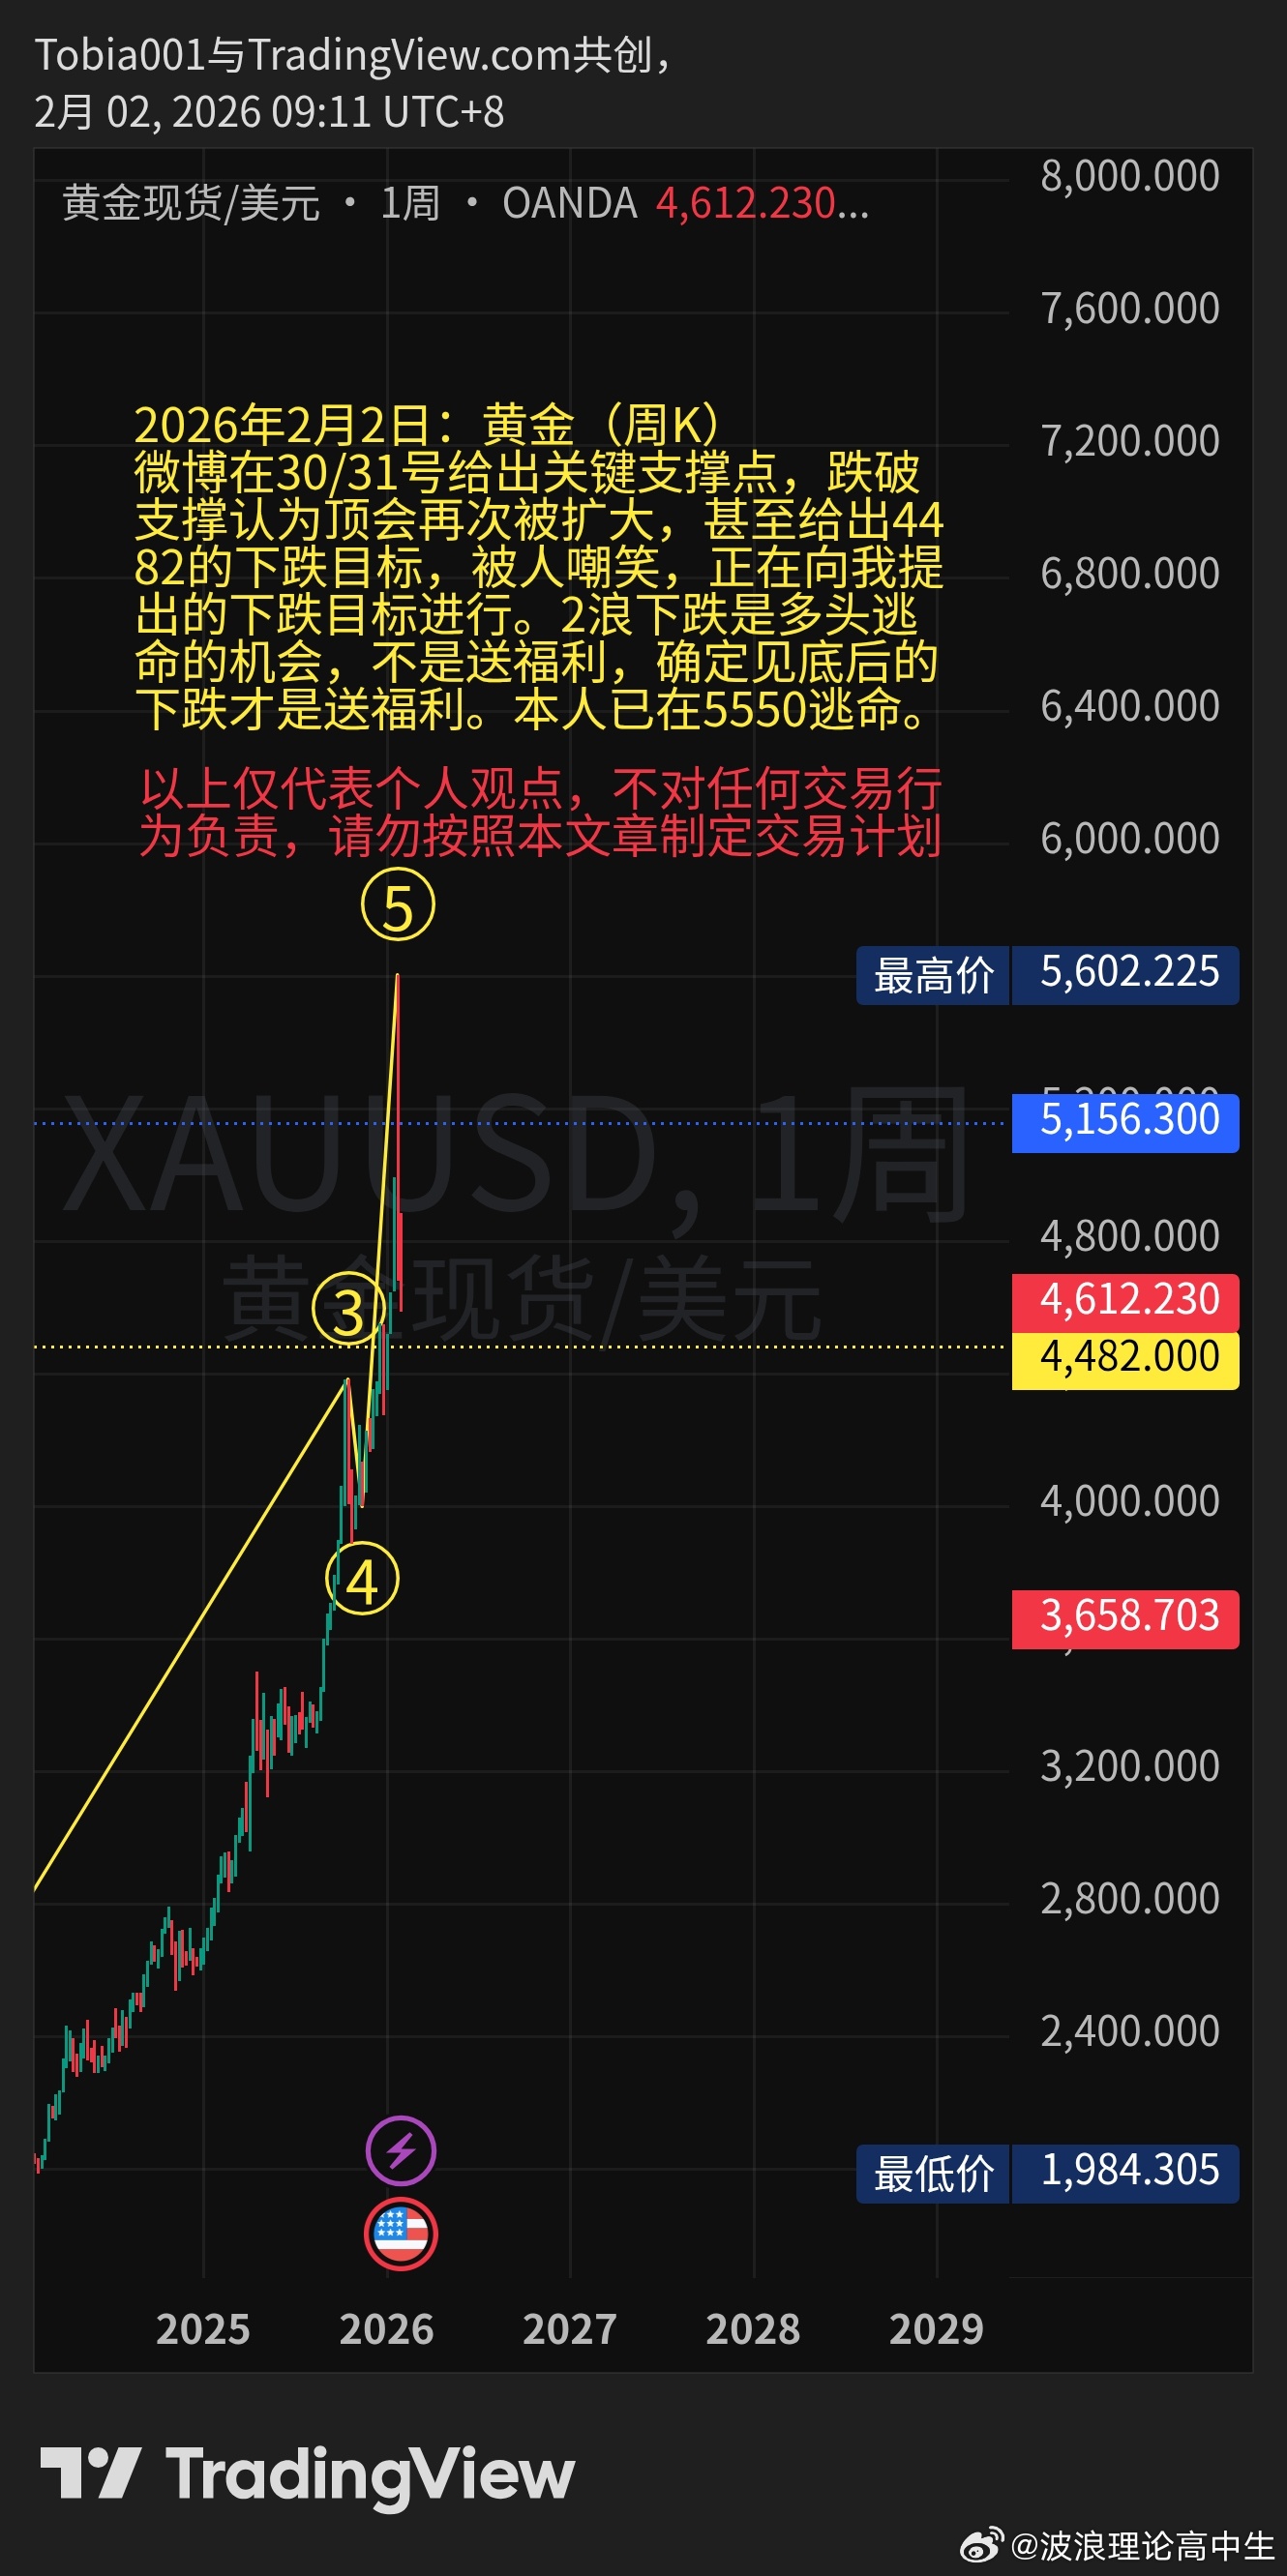 Tobia001与TradingView.com共创，
2月 02, 2026 09:11 UTC+8
黄金现货/美元 · 1周 · OANDA 4,612.230...
8,000.000
7,600.000
2026年2月2日：黄金（周K）
7,200.000
微博在30/31号给出关键支撑点，跌破
支撑认为顶会再次被扩大，甚至给出44
82的下跌目标，被人嘲笑，正在向我提
6,800.000
出的下跌目标进行。2浪下跌是多头逃
命的机会，不是送福利，确定见底后的
下跌才是送福利。本人已在5550逃命。
6,400.000
以上仅代表个人观点，不对任何交易行
为负责，请勿按照本文章制定交易计划
6,000.000
5
最高价 5,602.225
5,156.300
XAUUSD, 1周
4,800.000
黄金现货/美元
3
4,612.230
4,482.000
4,000.000
4
3,658.703
3,200.000
2,800.000
2,400.000
最低价 1,984.305
2025 2026 2027 2028 2029
TradingView
@波浪理论高中生